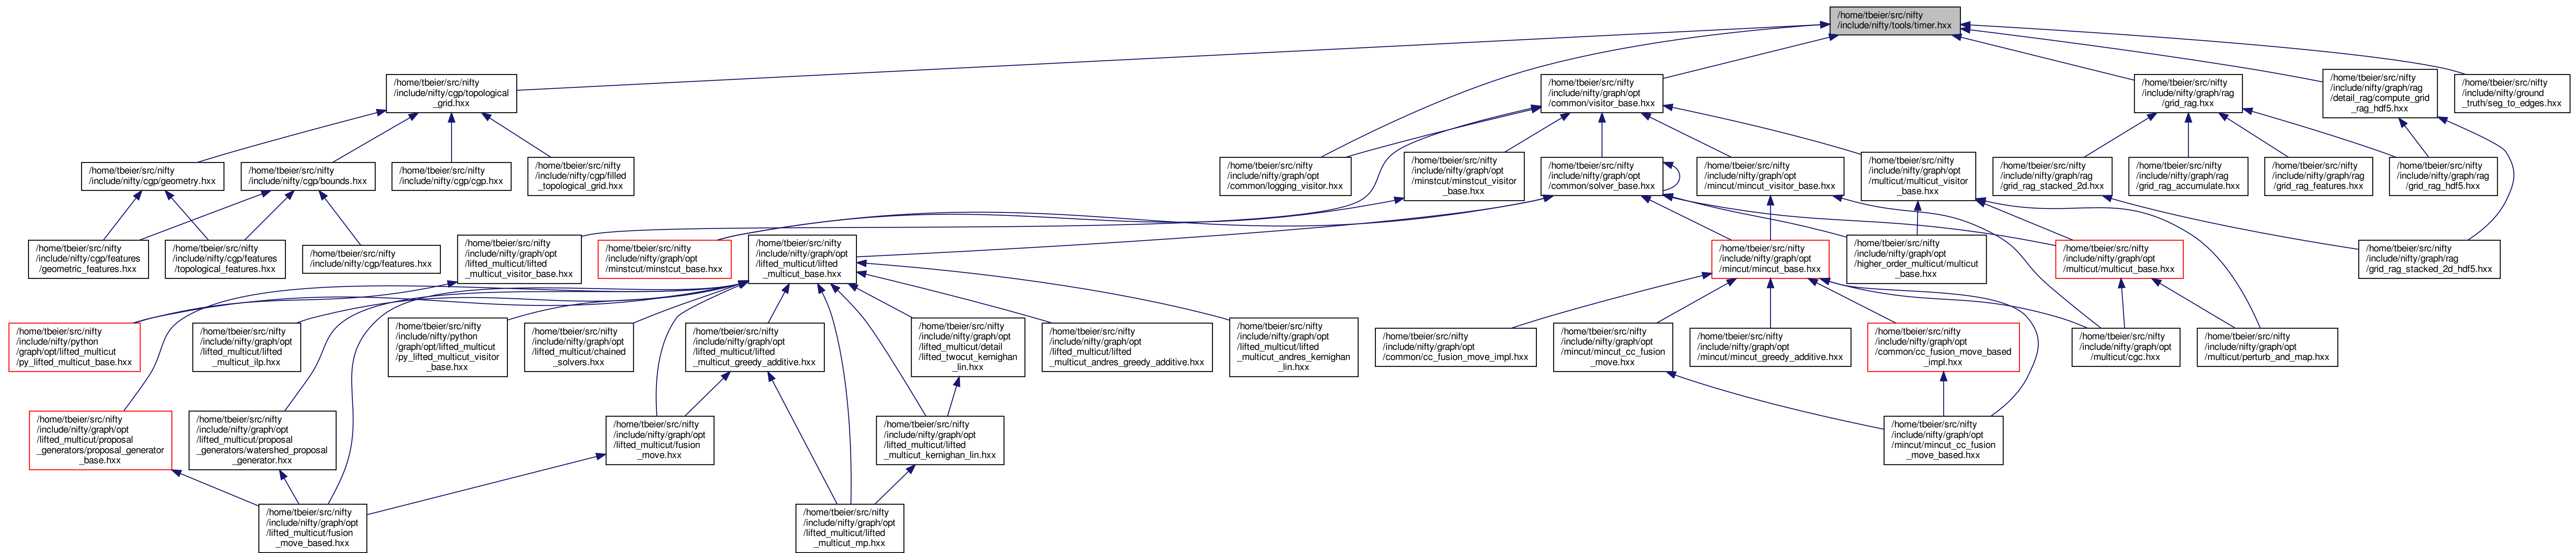 /home/tbeier/src/nifty
/include/nifty/tools/timer.hxx
/home/tbeier/src/nifty
/include/nifty/cgp/topological
_grid.hxx
/home/tbeier/src/nifty
/include/nifty/graph/opt
/common/visitor_base.hxx
/home/tbeier/src/nifty
/include/nifty/graph/rag
/grid_rag.hxx
/home/tbeier/src/nifty
/include/nifty/graph/rag
/detail_rag/compute_grid
_rag_hdf5.hxx
/home/tbeier/src/nifty
/include/nifty/ground
_truth/seg_to_edges.hxx
/home/tbeier/src/nifty
/include/nifty/cgp/geometry.hxx
/home/tbeier/src/nifty
/include/nifty/cgp/bounds.hxx
/home/tbeier/src/nifty
/include/nifty/cgp/cgp.hxx
/home/tbeier/src/nifty
/include/nifty/cgp/filled
_topological_grid.hxx
/home/tbeier/src/nifty
/include/nifty/graph/opt
/common/logging_visitor.hxx
/home/tbeier/src/nifty
/include/nifty/graph/opt
/minstcut/minstcut_visitor
_base.hxx
/home/tbeier/src/nifty
/include/nifty/graph/opt
/common/solver_base.hxx
/home/tbeier/src/nifty
/include/nifty/graph/opt
/mincut/mincut_visitor_base.hxx
/home/tbeier/src/nifty
/include/nifty/graph/opt
/multicut/multicut_visitor
_base.hxx
/home/tbeier/src/nifty
/include/nifty/graph/rag
/grid_rag_stacked_2d.hxx
/home/tbeier/src/nifty
/include/nifty/graph/rag
/grid_rag_accumulate.hxx
/home/tbeier/src/nifty
/include/nifty/graph/rag
/grid_rag_features.hxx
/home/tbeier/src/nifty
/include/nifty/graph/rag
/grid_rag_hdf5.hxx
/home/tbeier/src/nifty
/include/nifty/cgp/features
/geometric_features.hxx
/home/tbeier/src/nifty
/include/nifty/cgp/features
/topological_features.hxx
/home/tbeier/src/nifty
/include/nifty/cgp/features.hxx
/home/tbeier/src/nifty
/include/nifty/graph/opt
/lifted_multicut/lifted
_multicut_visitor_base.hxx
/home/tbeier/src/nifty
/include/nifty/graph/opt
/minstcut/minstcut_base.hxx
/home/tbeier/src/nifty
/include/nifty/graph/opt
/lifted_multicut/lifted
_multicut_base.hxx
/home/tbeier/src/nifty
/include/nifty/graph/opt
/mincut/mincut_base.hxx
/home/tbeier/src/nifty
/include/nifty/graph/opt
/higher_order_multicut/multicut
_base.hxx
/home/tbeier/src/nifty
/include/nifty/graph/opt
/multicut/multicut_base.hxx
/home/tbeier/src/nifty
/include/nifty/graph/rag
/grid_rag_stacked_2d_hdf5.hxx
/home/tbeier/src/nifty
/include/nifty/python
/graph/opt/lifted_multicut
/py_lifted_multicut_base.hxx
/home/tbeier/src/nifty
/include/nifty/graph/opt
/lifted_multicut/lifted
_multicut_ilp.hxx
/home/tbeier/src/nifty
/include/nifty/python
/graph/opt/lifted_multicut
/py_lifted_multicut_visitor
_base.hxx
/home/tbeier/src/nifty
/include/nifty/graph/opt
/lifted_multicut/chained
_solvers.hxx
/home/tbeier/src/nifty
/include/nifty/graph/opt
/lifted_multicut/lifted
_multicut_greedy_additive.hxx
/home/tbeier/src/nifty
/include/nifty/graph/opt
/lifted_multicut/detail
/lifted_twocut_kernighan
_lin.hxx
/home/tbeier/src/nifty
/include/nifty/graph/opt
/lifted_multicut/lifted
_multicut_andres_greedy_additive.hxx
/home/tbeier/src/nifty
/include/nifty/graph/opt
/lifted_multicut/lifted
_multicut_andres_kernighan
_lin.hxx
/home/tbeier/src/nifty
/include/nifty/graph/opt
/common/cc_fusion_move_impl.hxx
/home/tbeier/src/nifty
/include/nifty/graph/opt
/mincut/mincut_cc_fusion
_move.hxx
/home/tbeier/src/nifty
/include/nifty/graph/opt
/mincut/mincut_greedy_additive.hxx
/home/tbeier/src/nifty
/include/nifty/graph/opt
/common/cc_fusion_move_based
_impl.hxx
/home/tbeier/src/nifty
/include/nifty/graph/opt
/multicut/cgc.hxx
/home/tbeier/src/nifty
/include/nifty/graph/opt
/multicut/perturb_and_map.hxx
/home/tbeier/src/nifty
/include/nifty/graph/opt
/lifted_multicut/proposal
_generators/proposal_generator
_base.hxx
/home/tbeier/src/nifty
/include/nifty/graph/opt
/lifted_multicut/proposal
_generators/watershed_proposal
_generator.hxx
/home/tbeier/src/nifty
/include/nifty/graph/opt
/lifted_multicut/fusion
_move.hxx
/home/tbeier/src/nifty
/include/nifty/graph/opt
/lifted_multicut/lifted
_multicut_kernighan_lin.hxx
/home/tbeier/src/nifty
/include/nifty/graph/opt
/mincut/mincut_cc_fusion
_move_based.hxx
/home/tbeier/src/nifty
/include/nifty/graph/opt
/lifted_multicut/fusion
_move_based.hxx
/home/tbeier/src/nifty
/include/nifty/graph/opt
/lifted_multicut/lifted
_multicut_mp.hxx